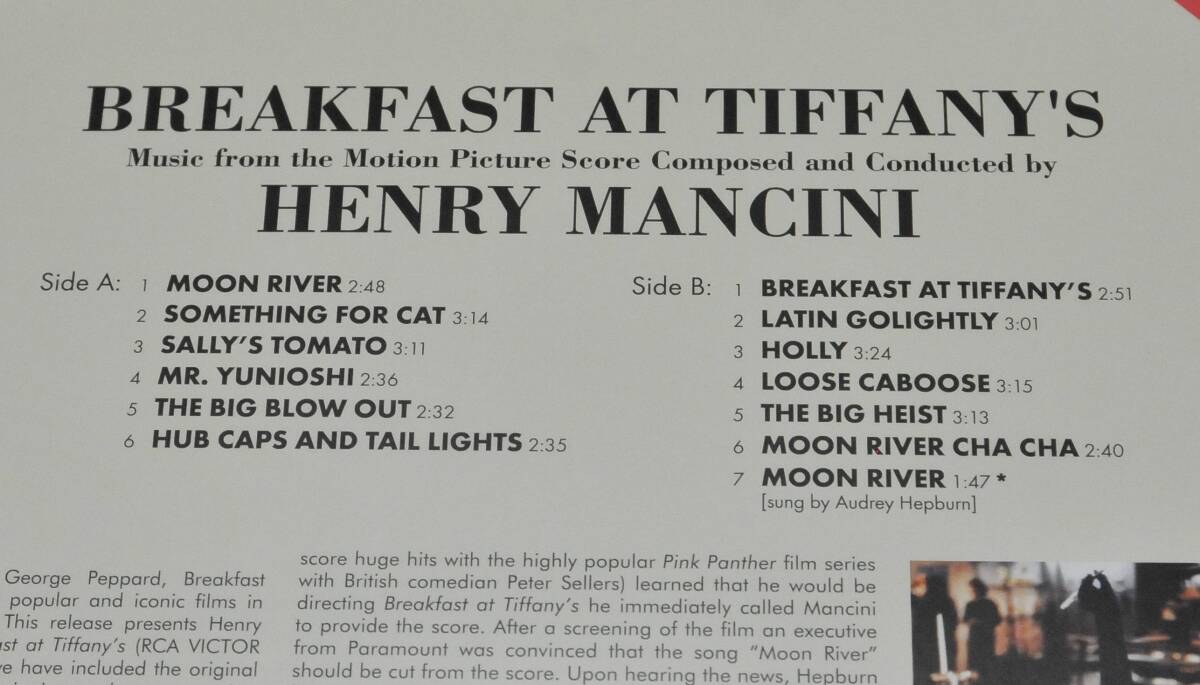 BREAKFAST AT TIFFANY'S
Music from the Motion Picture Score Composed and Conducted by
HENRY MANCINI
Side A: 1 MOON RIVER 2:48
2 SOMETHING FOR CAT 3:14
3 SALLY'S TOMATO 3:11
4 MR. YUNIOSHI 2:36
5 THE BIG BLOW OUT 2:32
6 HUB CAPS AND TAIL LIGHTS 2:35
Side B: 1 BREAKFAST AT TIFFANY'S 2:51
2 LATIN GOLIGHTLY 3:01
3 HOLLY 3:24
4 LOOSE CABOOSE 3:15
5 THE BIG HEIST 3:13
6 MOON RIVER CHA CHA 2:40
7 MOON RIVER 1:47 *
[sung by Audrey Hepburn]
George Peppard, Breakfast
popular and iconic films in
This release presents Henry
at Tiffany's (RCA VICTOR
have included the original
score huge hits with the highly popular Pink Panther film series
with British comedian Peter Sellers) learned that he would be
directing Breakfast at Tiffany's he immediately called Mancini
to provide the score. After a screening of the film an executive
from Paramount was convinced that the song "Moon River"
should be cut from the score. Upon hearing the news, Hepburn